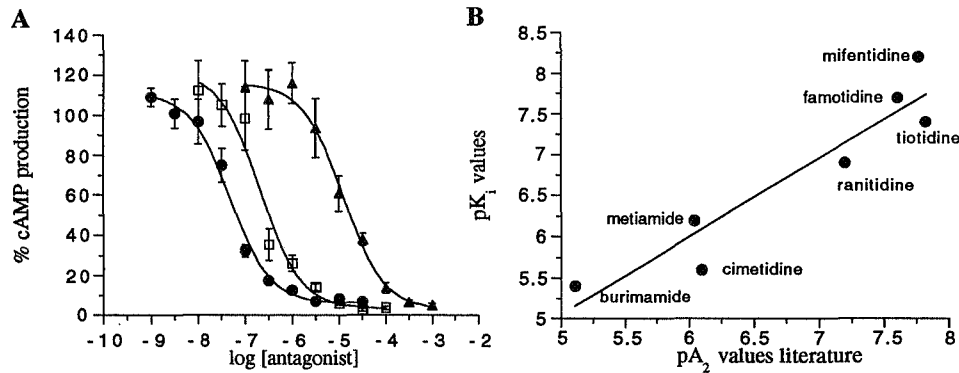 A
% cAMP production
140
120
100
80
60
40
20
0
-10 -9 -8 -7 -6 -5 -4 -3 -2
log [antagonist]
B
pKi values
8.5
8
7.5
7
6.5
6
5.5
5
mifentidine
famotidine
tiotidine
ranitidine
metiamide
cimetidine
burimamide
5 5.5 6 6.5 7 7.5 8
pA2 values literature